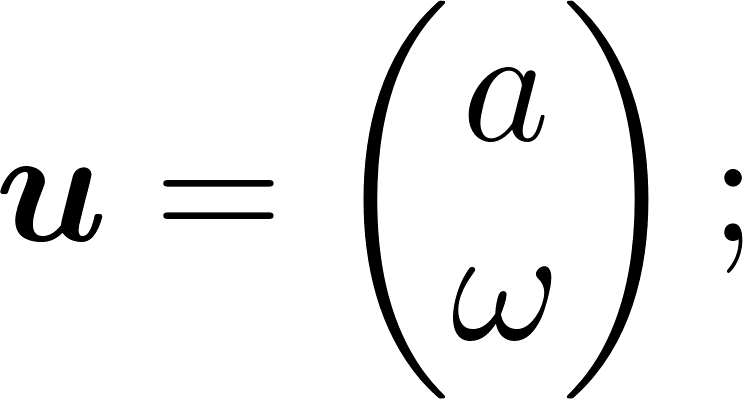 𝒖 = (a
ω) ;